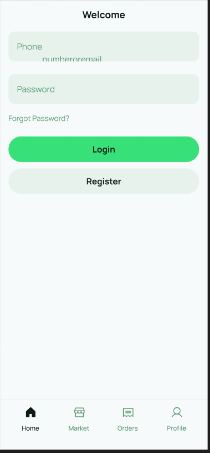 Welcome
Phone
numberoremail
Password
Forgot Password?
Login
Register
Home Market Orders Profile